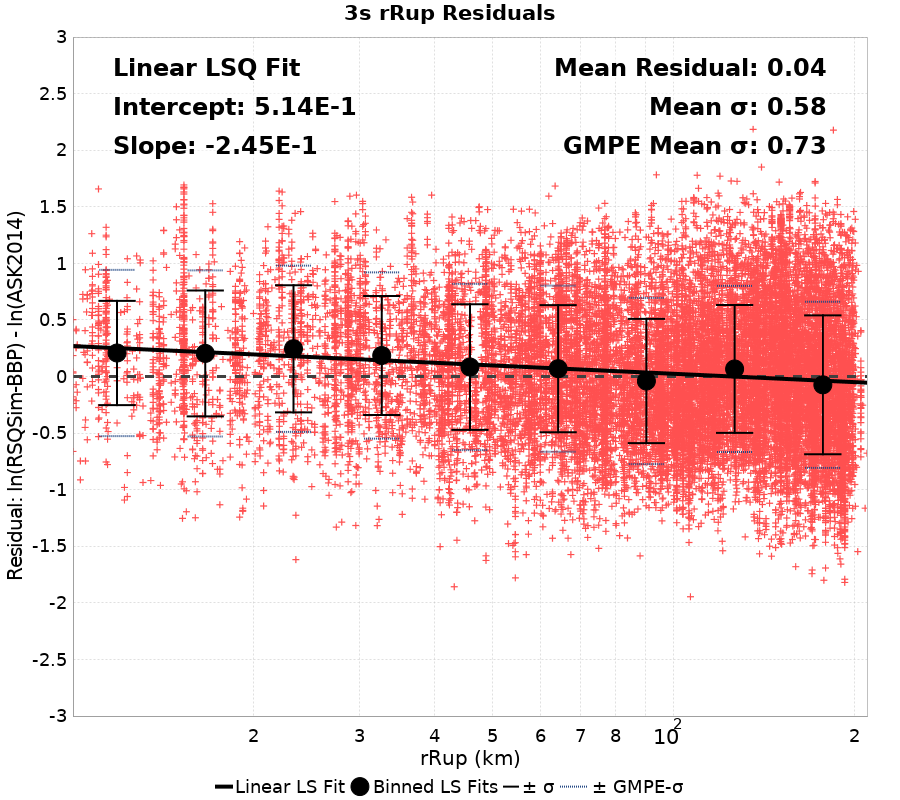 3s rRup Residuals
Linear LSQ Fit
Intercept: 5.14E-1
Slope: -2.45E-1
Mean Residual: 0.04
Mean σ: 0.58
GMPE Mean σ: 0.73
Residual: ln(RSQSim-BBP) - ln(ASK2014)
3
2.5
2
1.5
1
0.5
0
-0.5
-1
-1.5
-2
-2.5
-3
2 3 4 5 6 7 8 10² 2
rRup (km)
Linear LS Fit Binned LS Fits ± σ ± GMPE-σ